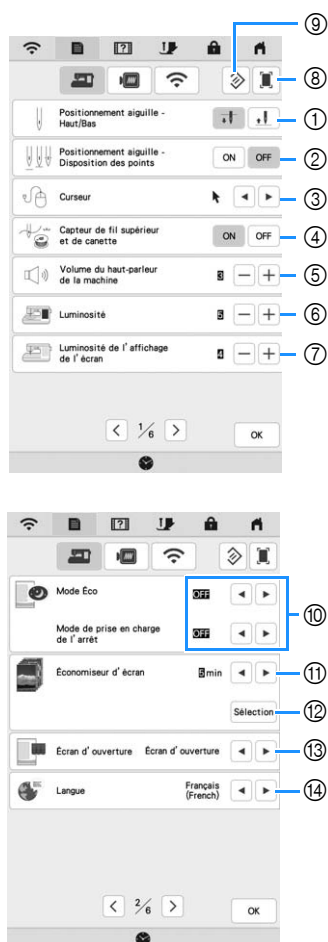 ⑨
?
⑧
Positionnement aiguille -
Haut/Bas
①
Positionnement aiguille -
Disposition des points
ON OFF
②
Curseur
③
Capteur de fil supérieur
et de canette
ON OFF
④
Volume du haut-parleur
de la machine
3 − +
⑤
Luminosité
5 − +
⑥
Luminosité de l'affichage
de l'écran
4 − +
⑦
< 1/6 >
OK
?
Mode Éco
OFF
Mode de prise en charge
de l'arrêt
OFF
⑩
Économiseur d'écran
5 min
⑪
Sélection
⑫
Écran d'ouverture Écran d'ouverture
⑬
Langue
Français
(French)
⑭
< 2/6 >
OK